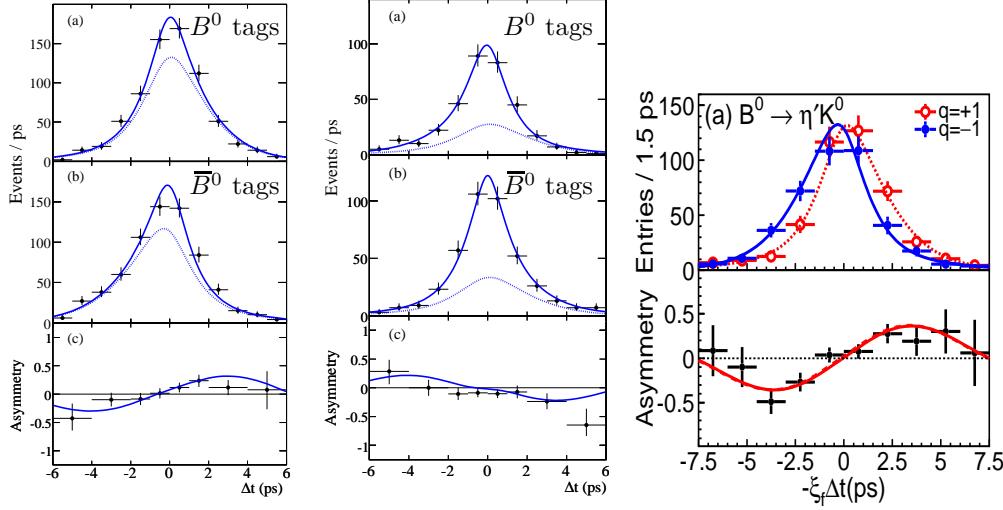 (a)
B⁰ tags
150
100
50
0
Events / ps
(b)
B̅⁰ tags
150
100
50
0
(c)
1
0.5
0
-0.5
-1
Asymmetry
-6 -4 -2 0 2 4 6
Δt (ps)
(a)
B⁰ tags
100
50
0
Events / ps
(b)
B̅⁰ tags
100
50
0
(c)
1
0.5
0
-0.5
-1
Asymmetry
-6 -4 -2 0 2 4 6
Δt (ps)
(a) B⁰ → η′K⁰
q=+1
q=−1
150
100
50
0
Entries / 1.5 ps
0.5
0
-0.5
Asymmetry
-7.5 -5 -2.5 0 2.5 5 7.5
-ξfΔt(ps)